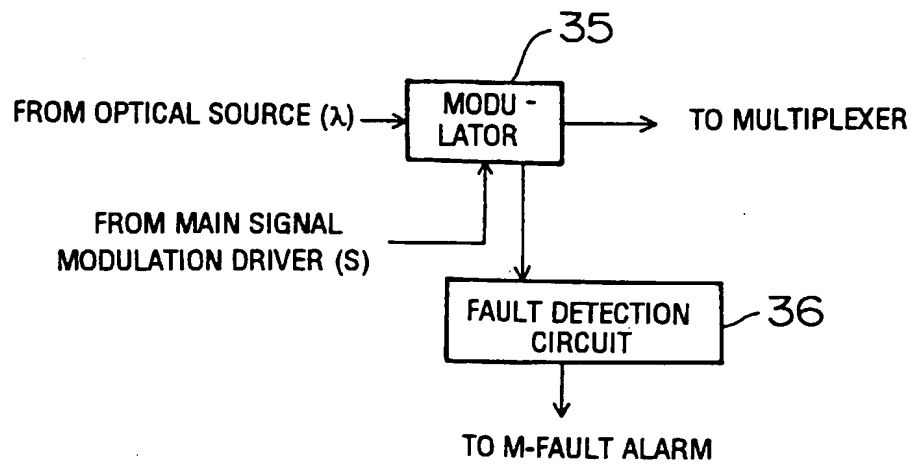 35
MODU-
LATOR
FROM OPTICAL SOURCE (λ)
TO MULTIPLEXER
FROM MAIN SIGNAL
MODULATION DRIVER (S)
FAULT DETECTION
CIRCUIT
36
TO M-FAULT ALARM